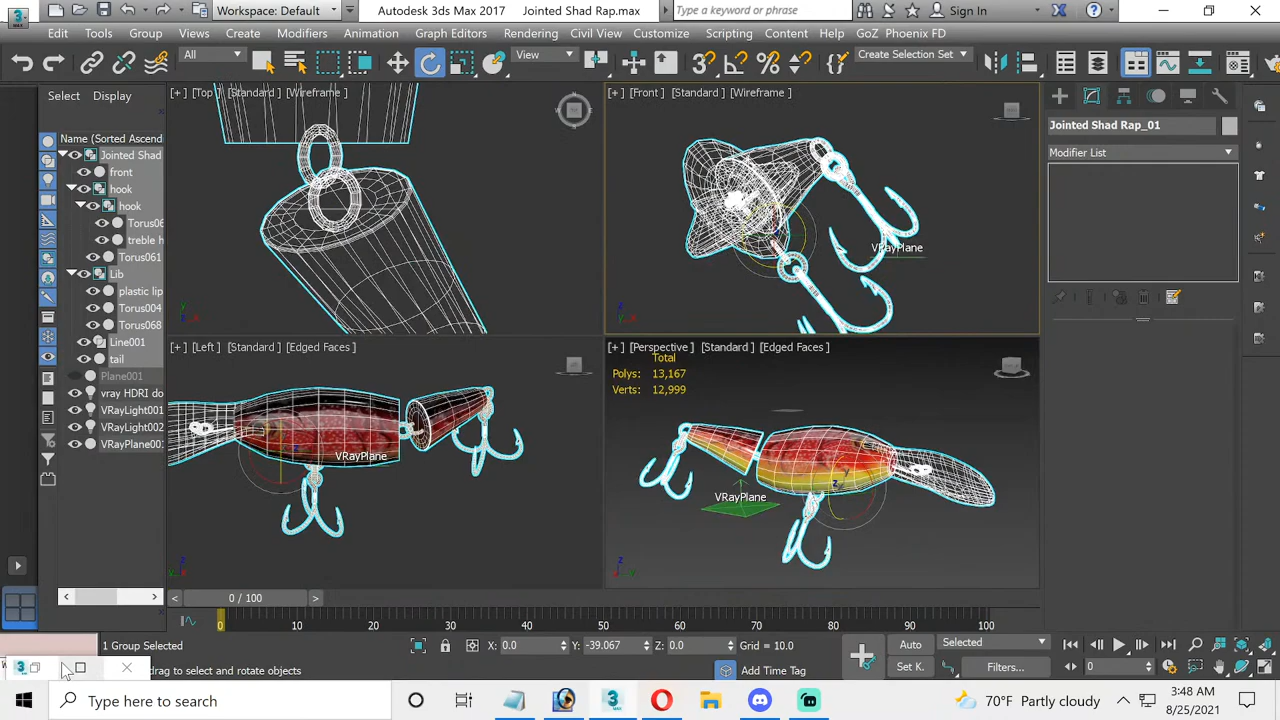 Workspace: Default
Autodesk 3ds Max 2017
Jointed Shad Rap.max
Type a keyword or phrase
Sign In
Edit
Tools
Group
Views
Create
Modifiers
Animation
Graph Editors
Rendering
Civil View
Customize
Scripting
Content
Help
GoZ
Phoenix FD
All
View
Create Selection Set
Select
Display
Name (Sorted Ascend
Jointed Shad
front
hook
hook
Torus06
treble h
Torus061
Lib
plastic lip
Torus004
Torus068
Line001
tail
Plane001
vray HDRI do
VRayLight001
VRayLight002
VRayPlane00
[+] [Top] [Standard] [Wireframe]
[+] [Front] [Standard] [Wireframe]
VRayPlane
[+] [Left] [Standard] [Edged Faces]
VRayPlane
[+] [Perspective] [Standard] [Edged Faces]
Total
Polys: 13,167
Verts: 12,999
VRayPlane
Jointed Shad Rap_01
Modifier List
0 / 100
0 10 20 30 40 50 60 70 80 90 100
1 Group Selected
X: 0.0
Y: -39.067
Z: 0.0
Grid = 10.0
Auto
Selected
drag to select and rotate objects
Add Time Tag
Set K.
Filters...
0
Type here to search
70°F Partly cloudy
3:48 AM
8/25/2021